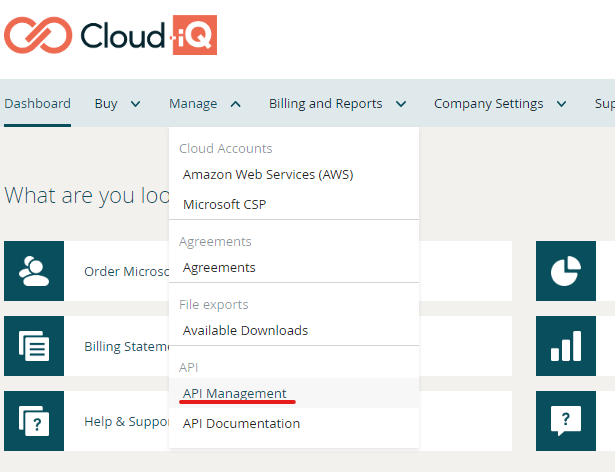 Cloud-iQ
Dashboard Buy Manage Billing and Reports Company Settings Sup
Cloud Accounts
Amazon Web Services (AWS)
Microsoft CSP
Agreements
Agreements
File exports
Available Downloads
API
API Management
API Documentation
What are you loo
Order Microso
Billing Stateme
Help & Suppor